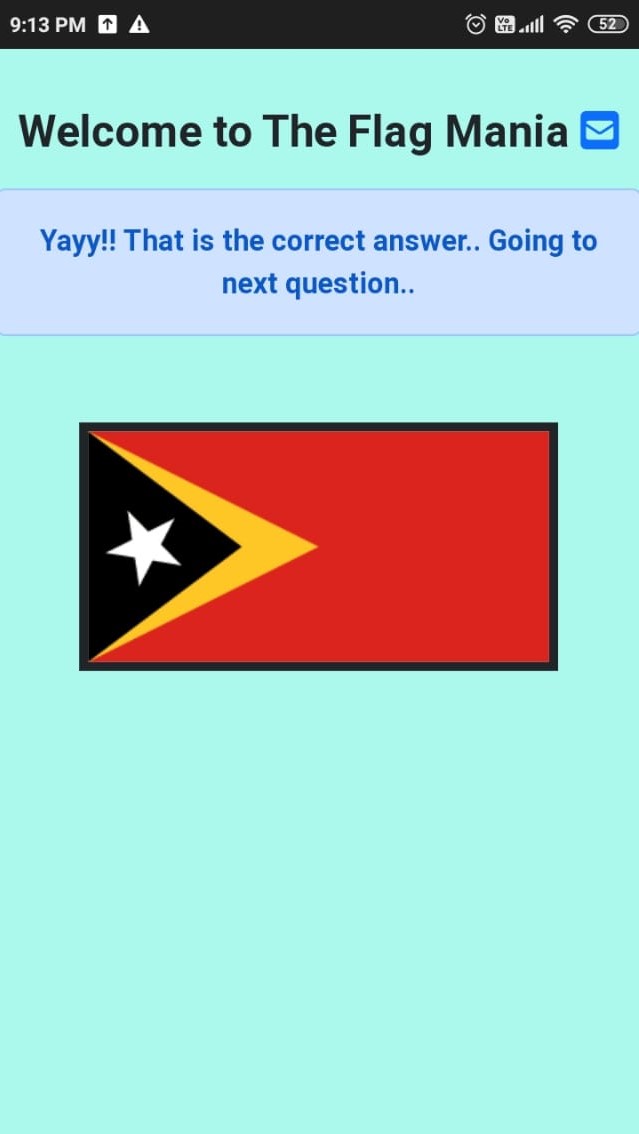 9:13 PM Vo LTE 52
Welcome to The Flag Mania
Yayy!! That is the correct answer.. Going to
next question..